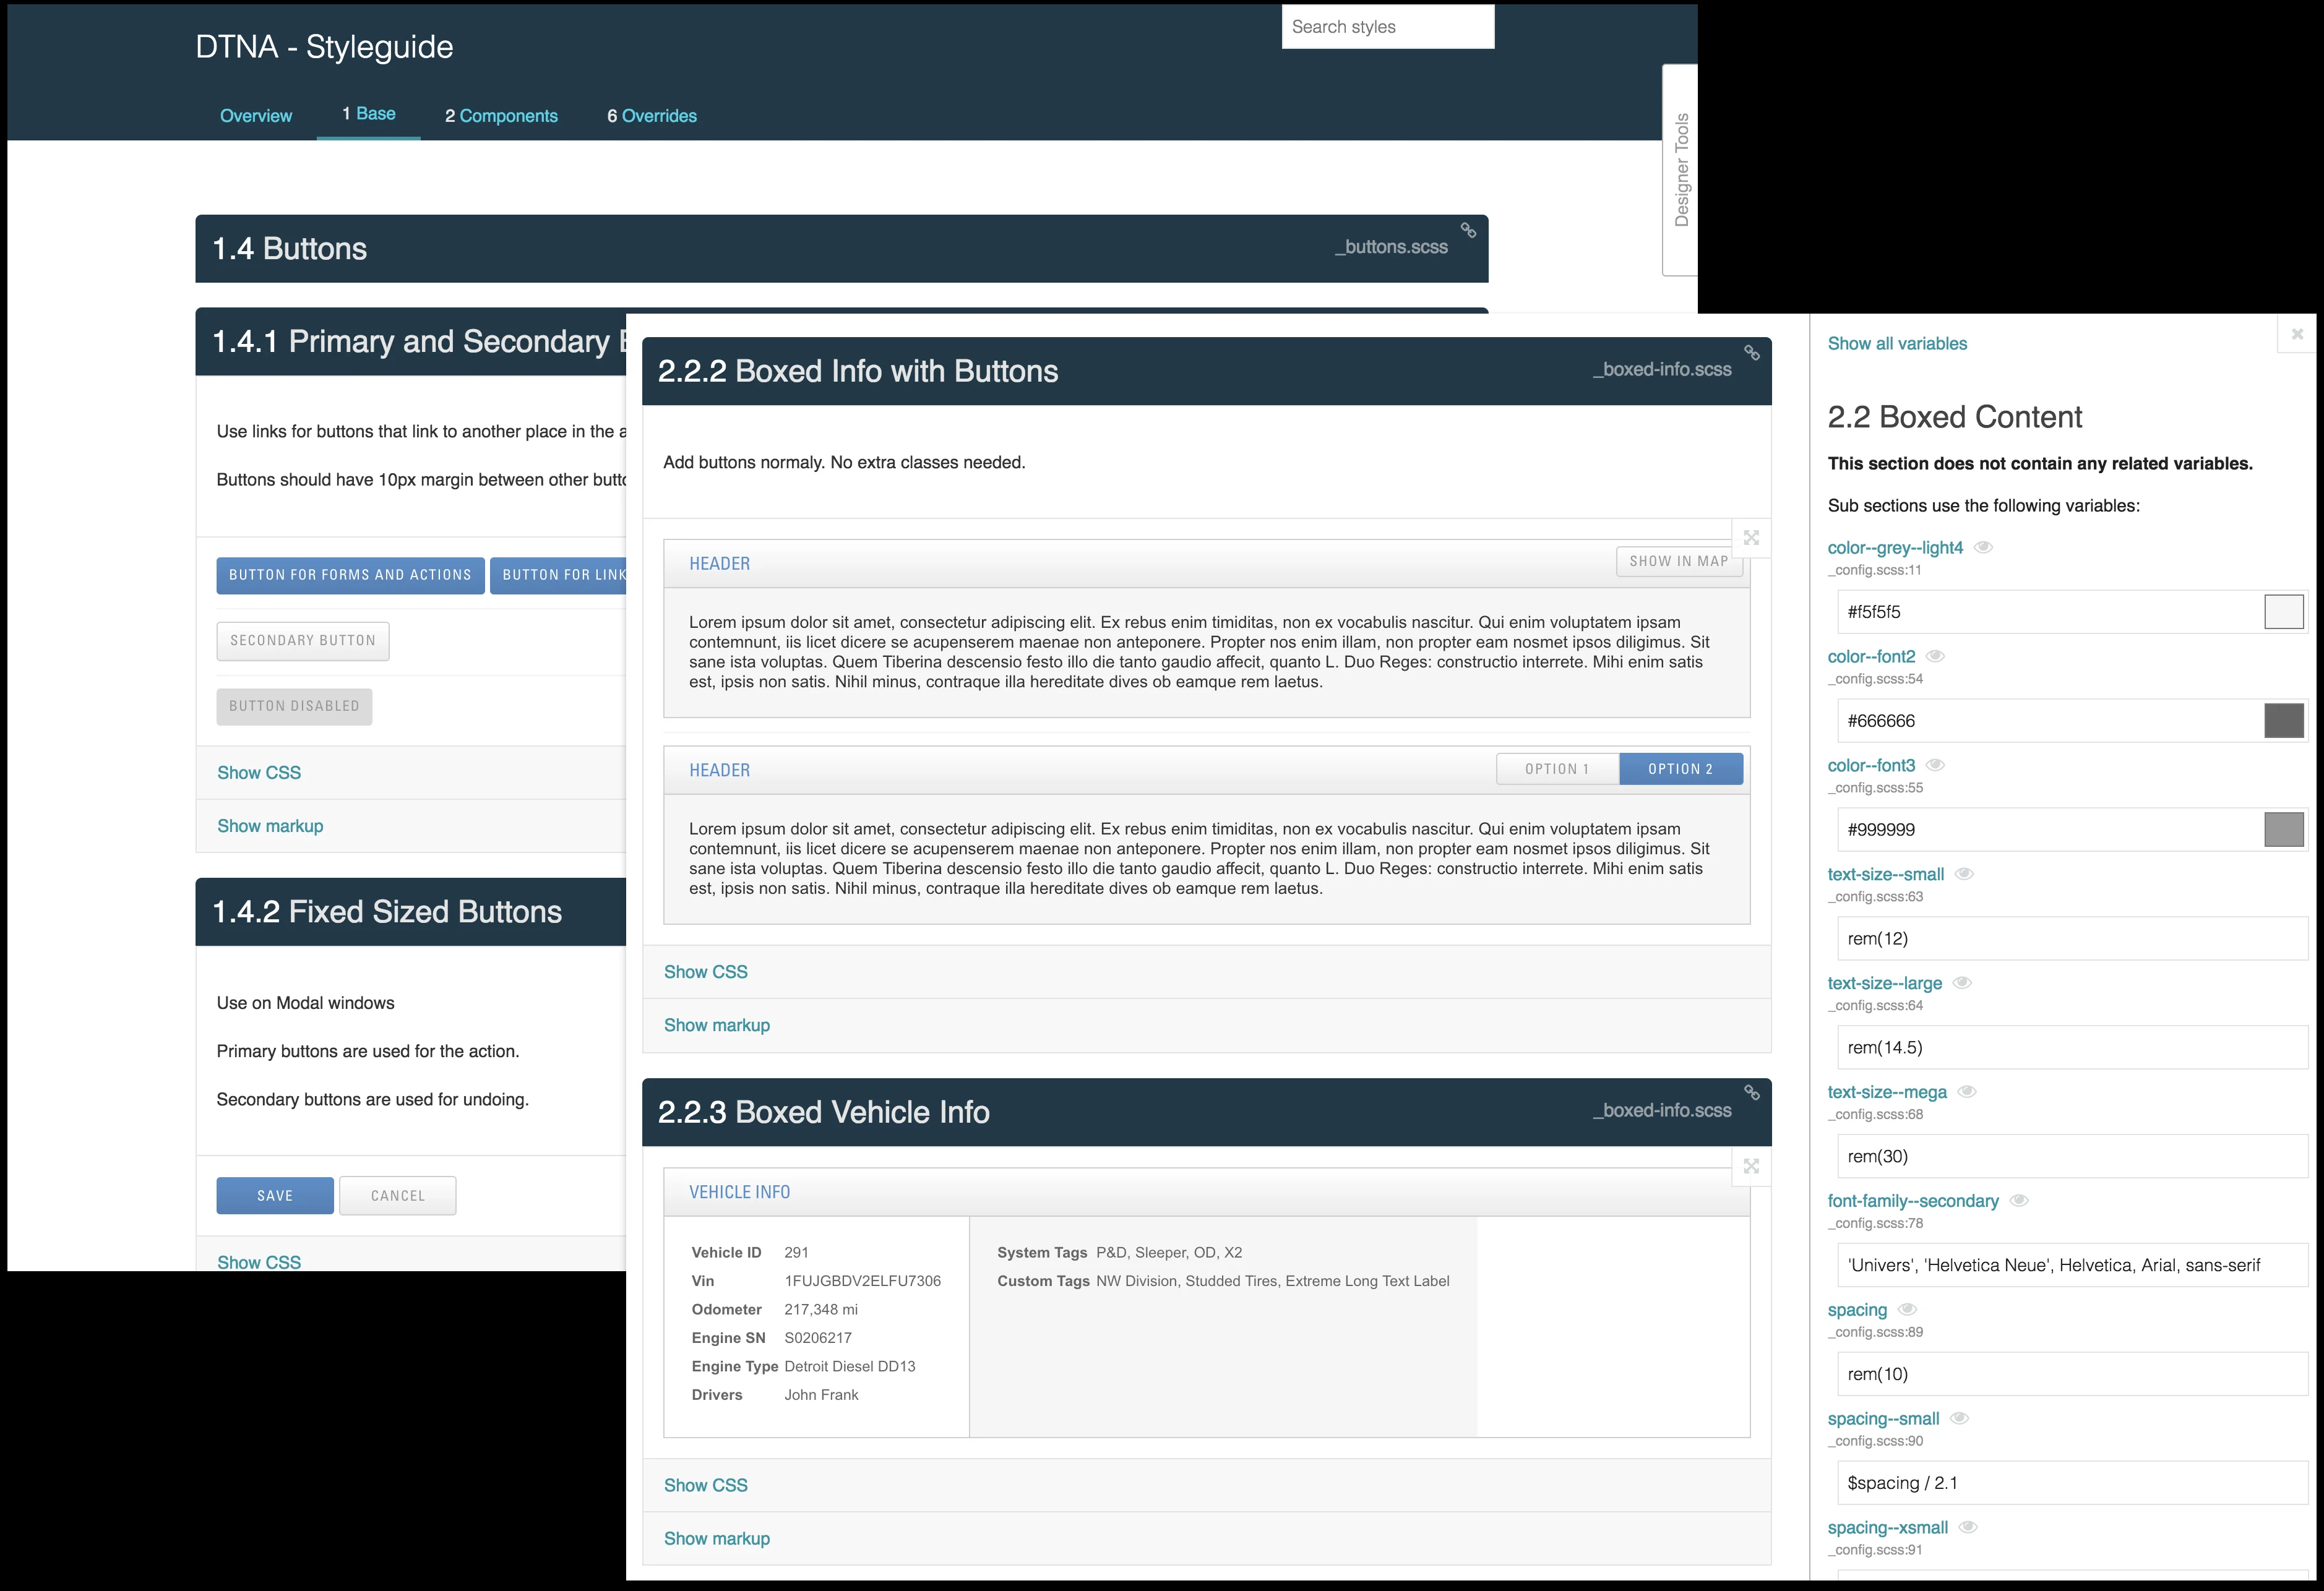 DTNA - Styleguide
Search styles
Overview
1 Base
2 Components
6 Overrides
Designer Tools
1.4 Buttons
_buttons.scss
1.4.1 Primary and Secondary
Use links for buttons that link to another place in the a
Buttons should have 10px margin between other butto
BUTTON FOR FORMS AND ACTIONS
BUTTON FOR LINK
SECONDARY BUTTON
BUTTON DISABLED
Show CSS
Show markup
1.4.2 Fixed Sized Buttons
Use on Modal windows
Primary buttons are used for the action.
Secondary buttons are used for undoing.
SAVE
CANCEL
Show CSS
2.2.2 Boxed Info with Buttons
_boxed-info.scss
Add buttons normaly. No extra classes needed.
HEADER
SHOW IN MAP
Lorem ipsum dolor sit amet, consectetur adipiscing elit. Ex rebus enim timiditas, non ex vocabulis nascitur. Qui enim voluptatem ipsam
contemnunt, iis licet dicere se acupenserem maenae non anteponere. Propter nos enim illam, non propter eam nosmet ipsos diligimus. Sit
sane ista voluptas. Quem Tiberina descensio festo illo die tanto gaudio affecit, quanto L. Duo Reges: constructio interrete. Mihi enim satis
est, ipsis non satis. Nihil minus, contraque illa hereditate dives ob eamque rem laetus.
HEADER
OPTION 1
OPTION 2
Lorem ipsum dolor sit amet, consectetur adipiscing elit. Ex rebus enim timiditas, non ex vocabulis nascitur. Qui enim voluptatem ipsam
contemnunt, iis licet dicere se acupenserem maenae non anteponere. Propter nos enim illam, non propter eam nosmet ipsos diligimus. Sit
sane ista voluptas. Quem Tiberina descensio festo illo die tanto gaudio affecit, quanto L. Duo Reges: constructio interrete. Mihi enim satis
est, ipsis non satis. Nihil minus, contraque illa hereditate dives ob eamque rem laetus.
Show CSS
Show markup
2.2.3 Boxed Vehicle Info
_boxed-info.scss
VEHICLE INFO
Vehicle ID 291
Vin 1FUJGBDV2ELFU7306
Odometer 217,348 mi
Engine SN S0206217
Engine Type Detroit Diesel DD13
Drivers John Frank
System Tags P&D, Sleeper, OD, X2
Custom Tags NW Division, Studded Tires, Extreme Long Text Label
Show CSS
Show markup
Show all variables
2.2 Boxed Content
This section does not contain any related variables.
Sub sections use the following variables:
color--grey--light4
_config.scss:11
#f5f5f5
color--font2
_config.scss:54
#666666
color--font3
_config.scss:55
#999999
text-size--small
_config.scss:63
rem(12)
text-size--large
_config.scss:64
rem(14.5)
text-size--mega
_config.scss:68
rem(30)
font-family--secondary
_config.scss:78
'Univers', 'Helvetica Neue', Helvetica, Arial, sans-serif
spacing
_config.scss:89
rem(10)
spacing--small
_config.scss:90
$spacing / 2.1
spacing--xsmall
_config.scss:91